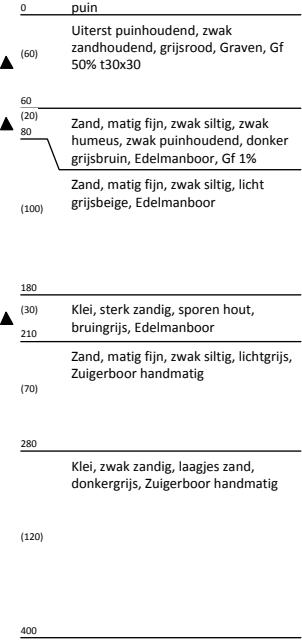 0 puin
Uiterst puinhoudend, zwak
zandhoudend, grijsrood, Graven, Gf
(60)
50% t30x30
60
(20)
Zand, matig fijn, zwak siltig, zwak
80
humeus, zwak puinhoudend, donker
grijsbruin, Edelmanboor, Gf 1%
Zand, matig fijn, zwak siltig, licht
grijsbeige, Edelmanboor
(100)
180
(30) Klei, sterk zandig, sporen hout,
bruingrijs, Edelmanboor
210
Zand, matig fijn, zwak siltig, lichtgrijs,
Zuigerboor handmatig
(70)
280
Klei, zwak zandig, laagjes zand,
donkergrijs, Zuigerboor handmatig
(120)
400